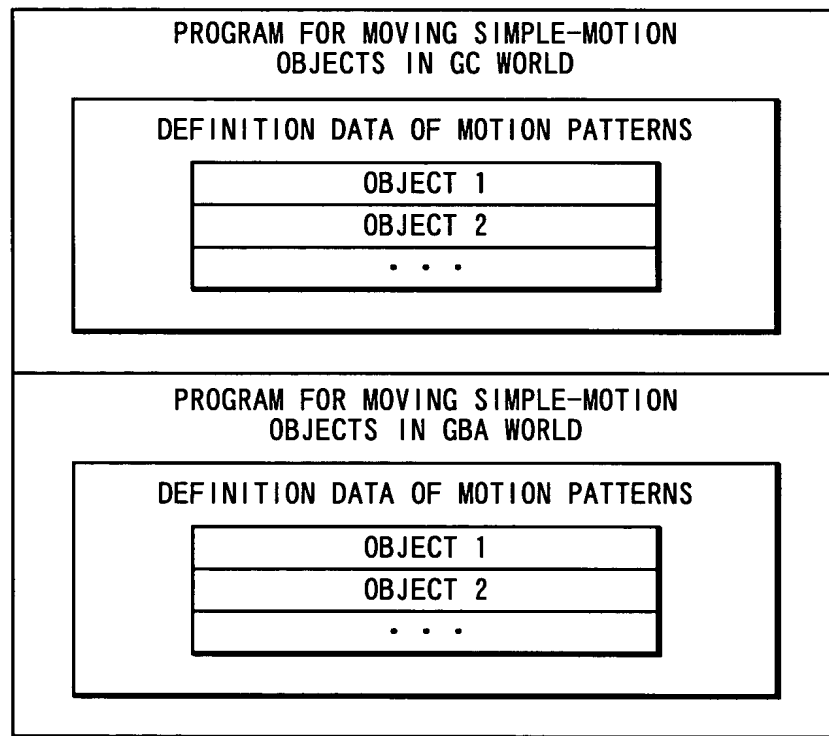 PROGRAM FOR MOVING SIMPLE-MOTION
OBJECTS IN GC WORLD
DEFINITION DATA OF MOTION PATTERNS
OBJECT 1
OBJECT 2
· · ·
PROGRAM FOR MOVING SIMPLE-MOTION
OBJECTS IN GBA WORLD
DEFINITION DATA OF MOTION PATTERNS
OBJECT 1
OBJECT 2
· · ·